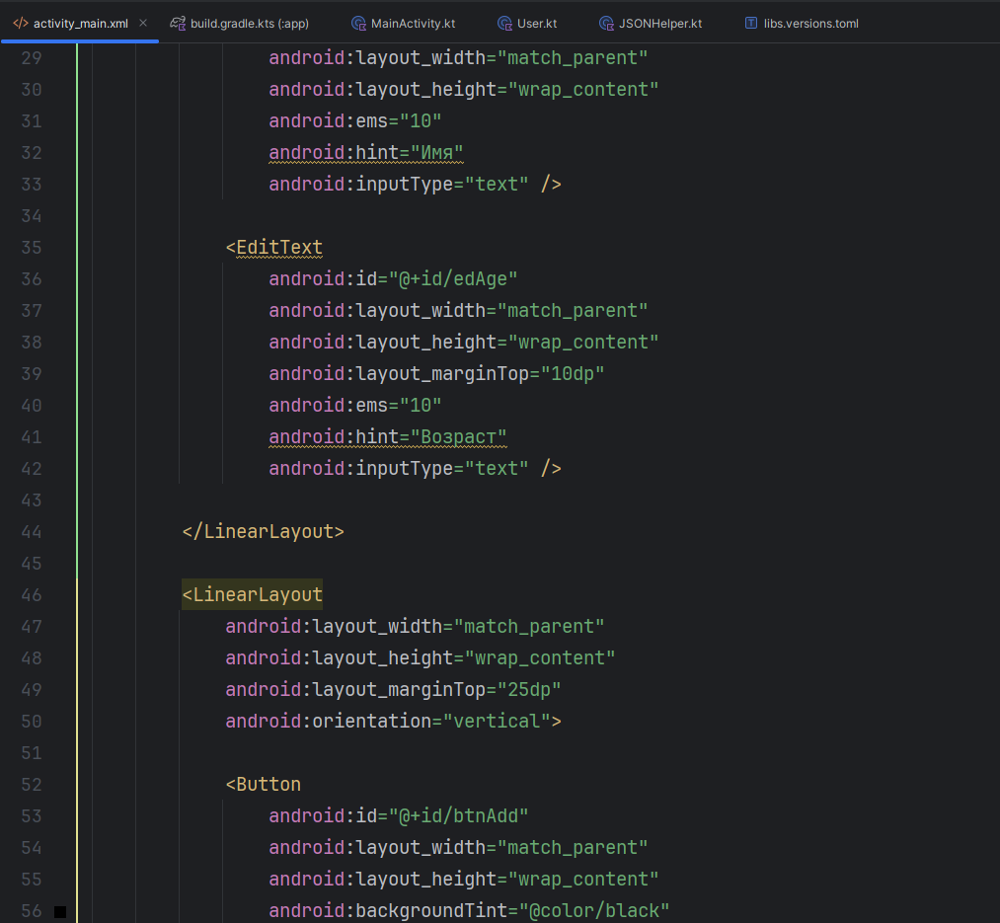 activity_main.xml build.gradle.kts (:app) MainActivity.kt User.kt JSONHelper.kt libs.versions.toml
29 android:layout_width="match_parent"
30 android:layout_height="wrap_content"
31 android:ems="10"
32 android:hint="Имя"
33 android:inputType="text" />
34
35 <EditText
36 android:id="@+id/edAge"
37 android:layout_width="match_parent"
38 android:layout_height="wrap_content"
39 android:layout_marginTop="10dp"
40 android:ems="10"
41 android:hint="Возраст"
42 android:inputType="text" />
43
44 </LinearLayout>
45
46 <LinearLayout
47 android:layout_width="match_parent"
48 android:layout_height="wrap_content"
49 android:layout_marginTop="25dp"
50 android:orientation="vertical">
51
52 <Button
53 android:id="@+id/btnAdd"
54 android:layout_width="match_parent"
55 android:layout_height="wrap_content"
56 android:backgroundTint="@color/black"